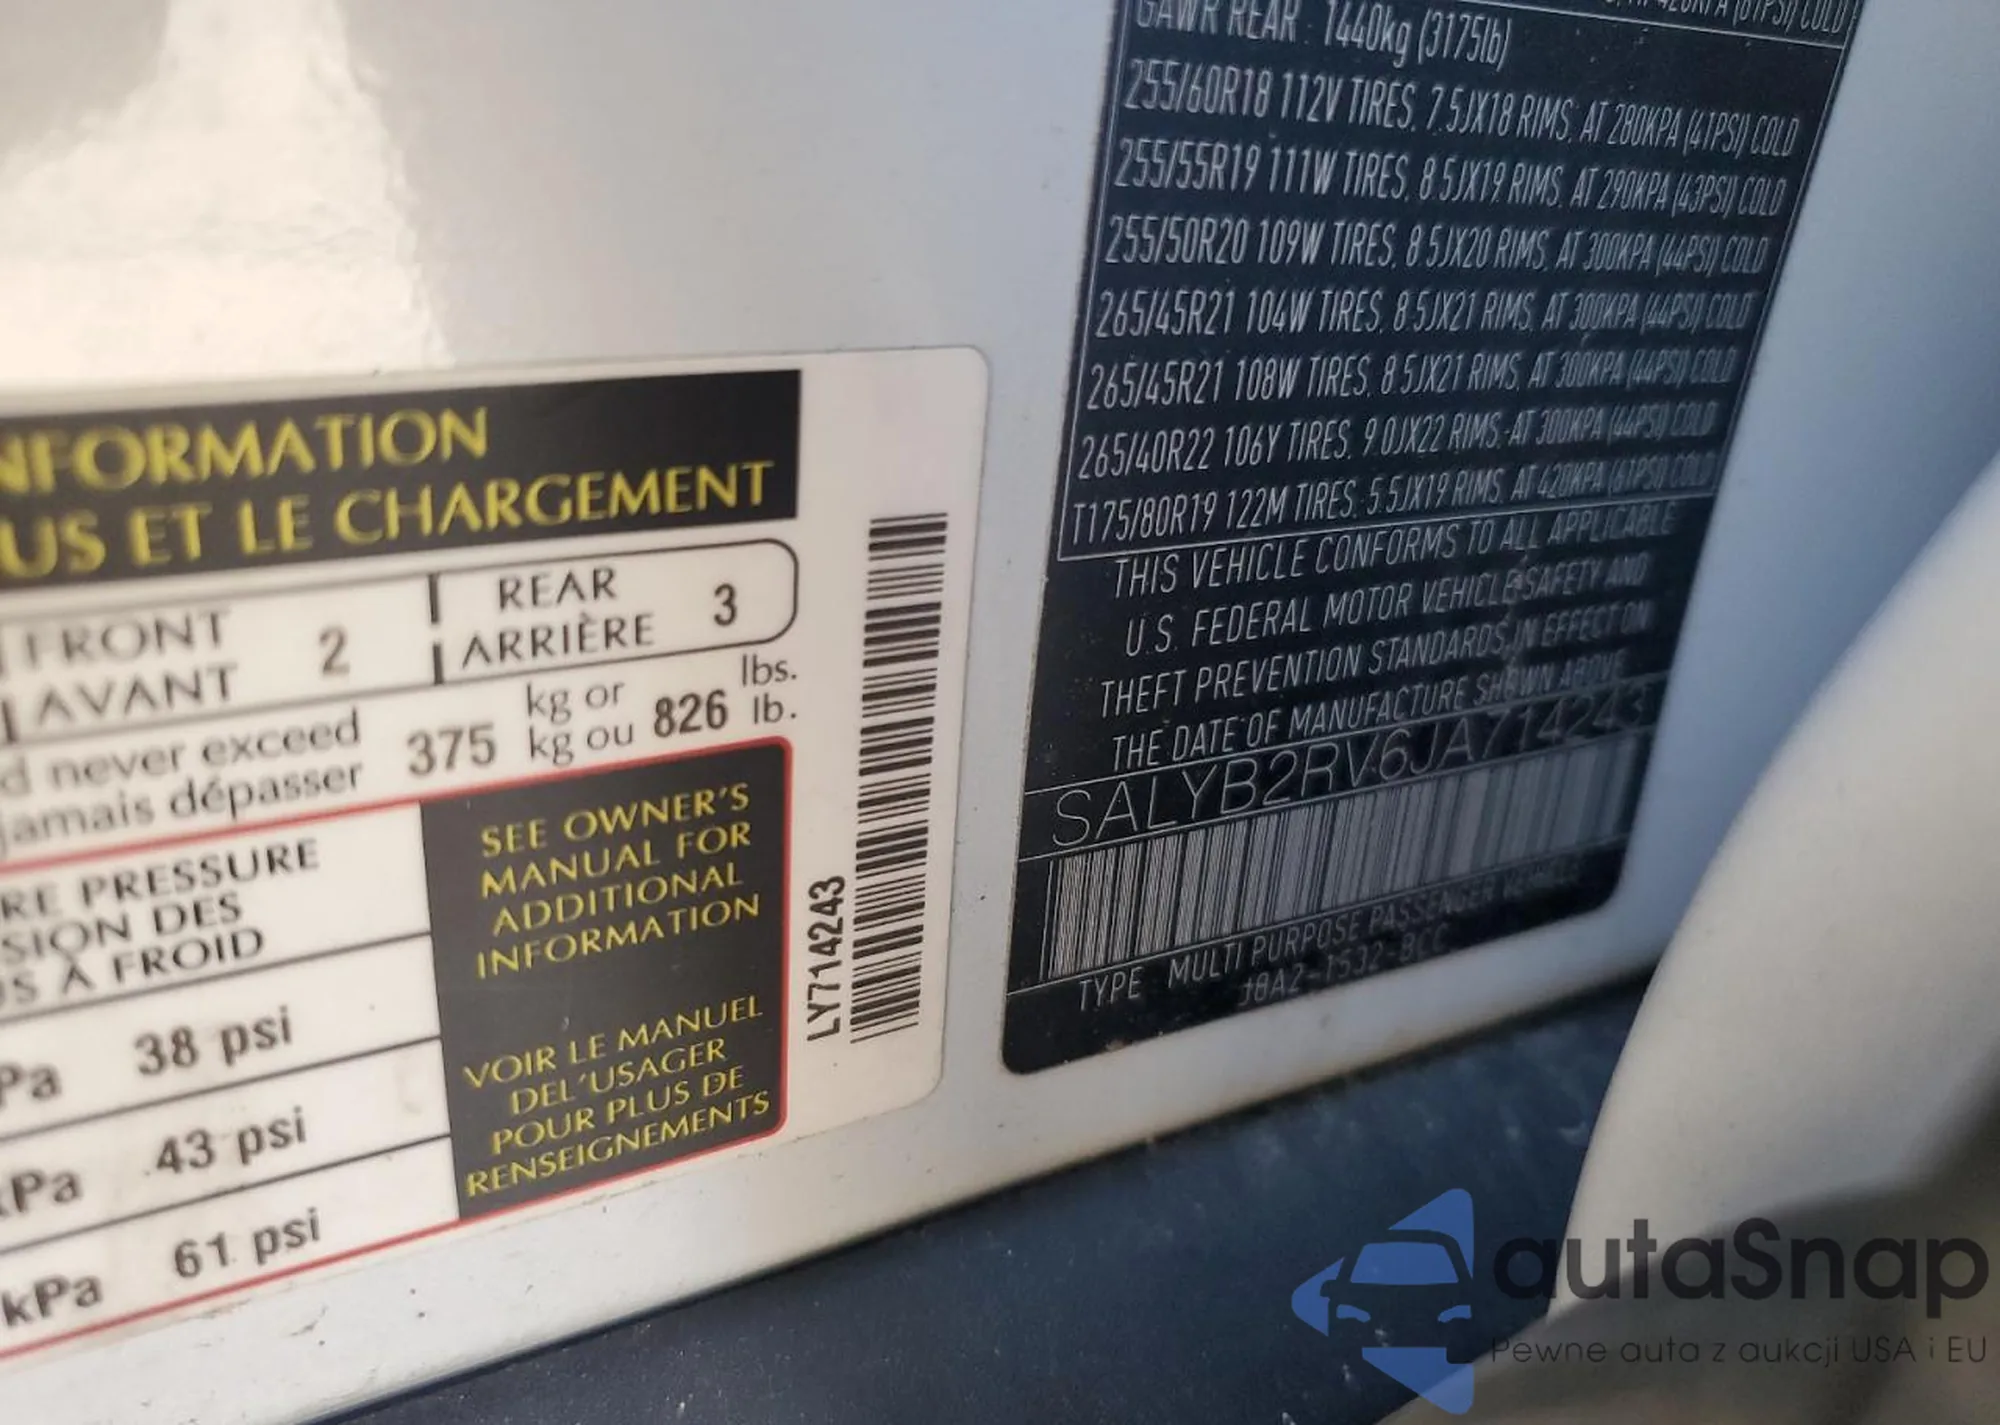 NFORMATION
US ET LE CHARGEMENT
FRONT
AVANT
2
REAR
ARRIÈRE
3
d never exceed
jamais dépasser
375
kg or
kg ou
826
lbs.
lb.
RE PRESSURE
SION DES
S À FROID
Pa 38 psi
kPa 43 psi
kPa 61 psi
SEE OWNER'S
MANUAL FOR
ADDITIONAL
INFORMATION
VOIR LE MANUEL
DEL'USAGER
POUR PLUS DE
RENSEIGNEMENTS
LY714243
420KPA (61PSI) COLD
GAWR REAR : 1440kg (3175lb)
255/60R18 112V TIRES, 7.5JX18 RIMS, AT 280KPA (41PSI) COLD
255/55R19 111W TIRES, 8.5JX19 RIMS, AT 290KPA (43PSI) COLD
255/50R20 109W TIRES, 8.5JX20 RIMS, AT 300KPA (44PSI) COLD
265/45R21 104W TIRES, 8.5JX21 RIMS, AT 300KPA (44PSI) COLD
265/45R21 108W TIRES, 8.5JX21 RIMS, AT 300KPA (44PSI) COLD
265/40R22 106Y TIRES, 9.0JX22 RIMS, AT 300KPA (44PSI) COLD
T175/80R19 122M TIRES, 5.5JX19 RIMS, AT 420KPA (61PSI) COLD
THIS VEHICLE CONFORMS TO ALL APPLICABLE
U.S. FEDERAL MOTOR VEHICLE SAFETY AND
THEFT PREVENTION STANDARDS IN EFFECT ON
THE DATE OF MANUFACTURE SHOWN ABOVE
SALYB2RV6JA714243
TYPE MULTI PURPOSE PASSENGER VEHICLE
autaSnap
Pewne auta z aukcji USA i EU